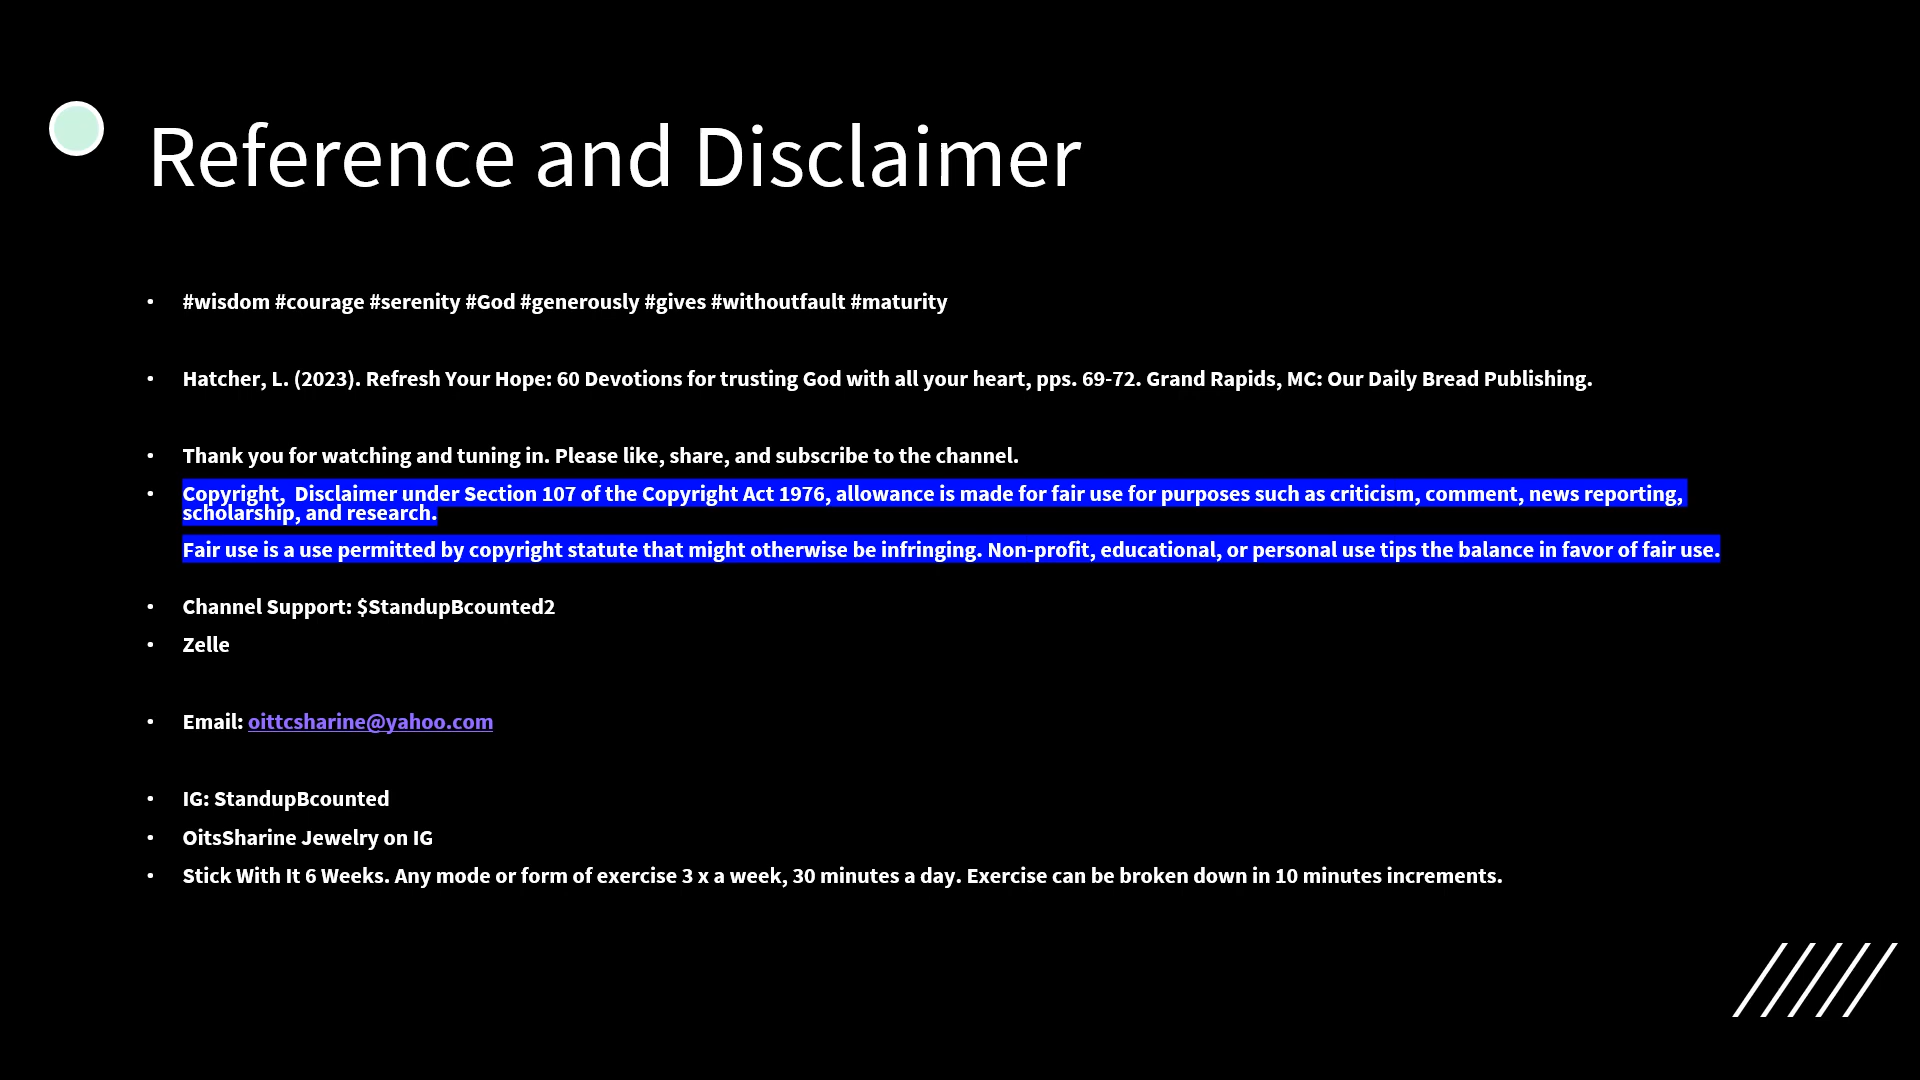 Reference and Disclaimer
• #wisdom #courage #serenity #God #generously #gives #withoutfault #maturity
• Hatcher, L. (2023). Refresh Your Hope: 60 Devotions for trusting God with all your heart, pps. 69-72. Grand Rapids, MC: Our Daily Bread Publishing.
• Thank you for watching and tuning in. Please like, share, and subscribe to the channel.
• Copyright,  Disclaimer under Section 107 of the Copyright Act 1976, allowance is made for fair use for purposes such as criticism, comment, news reporting,
scholarship, and research.
Fair use is a use permitted by copyright statute that might otherwise be infringing. Non-profit, educational, or personal use tips the balance in favor of fair use.
• Channel Support: $StandupBcounted2
• Zelle
• Email: oittcsharine@yahoo.com
• IG: StandupBcounted
• OitsSharine Jewelry on IG
• Stick With It 6 Weeks. Any mode or form of exercise 3 x a week, 30 minutes a day. Exercise can be broken down in 10 minutes increments.